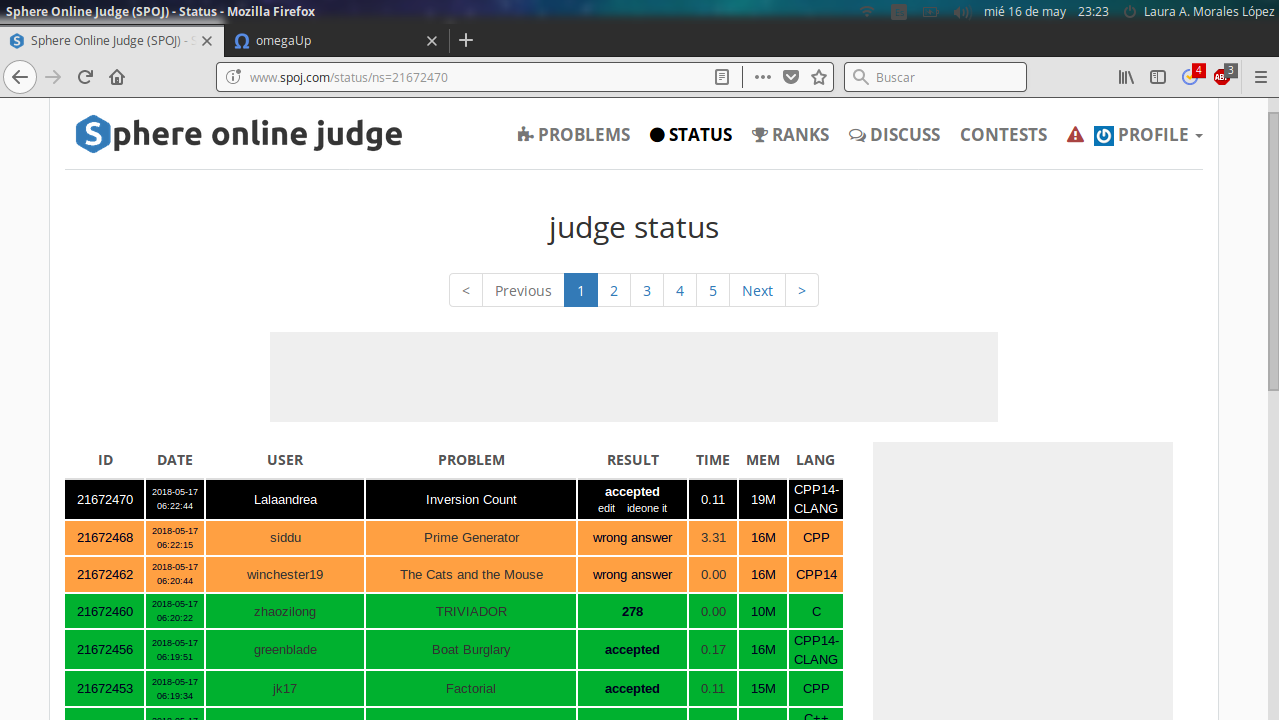 Sphere Online Judge (SPOJ) - Status - Mozilla Firefox
mié 16 de may 23:23 Laura A. Morales López
Sphere Online Judge (SPOJ) - S
omegaUp
www.spoj.com/status/ns=21672470
Buscar
4
3
ABP
Sphere online judge
PROBLEMS STATUS RANKS DISCUSS CONTESTS PROFILE
judge status
< Previous 1 2 3 4 5 Next >
ID DATE USER PROBLEM RESULT TIME MEM LANG
21672470 2018-05-17 06:22:44 Lalaandrea Inversion Count accepted edit ideone it 0.11 19M CPP14-CLANG
21672468 2018-05-17 06:22:15 siddu Prime Generator wrong answer 3.31 16M CPP
21672462 2018-05-17 06:20:44 winchester19 The Cats and the Mouse wrong answer 0.00 16M CPP14
21672460 2018-05-17 06:20:22 zhaozilong TRIVIADOR 278 0.00 10M C
21672456 2018-05-17 06:19:51 greenblade Boat Burglary accepted 0.17 16M CPP14-CLANG
21672453 2018-05-17 06:19:34 jk17 Factorial accepted 0.11 15M CPP
C++